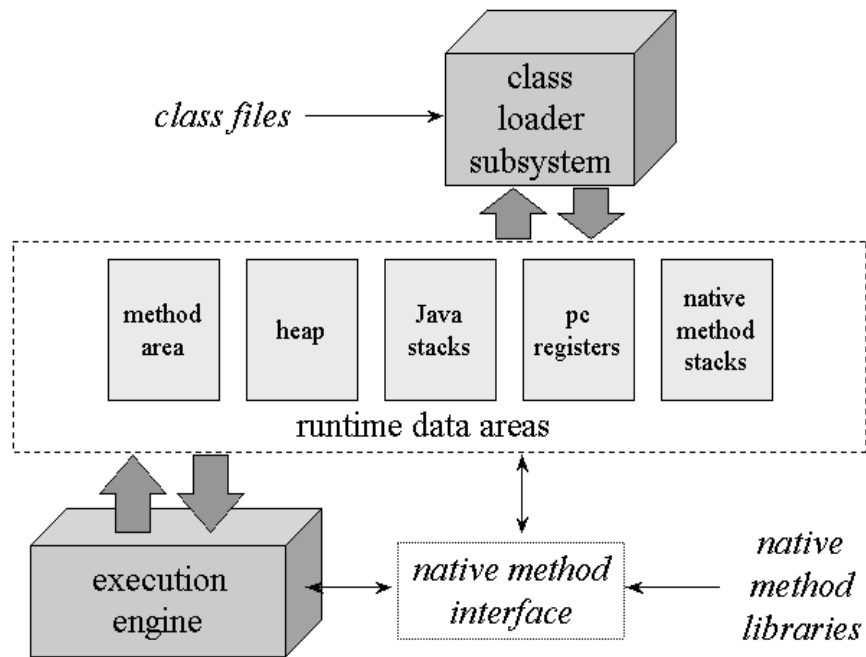 class
loader
subsystem
class files
method
area
heap
Java
stacks
pc
registers
native
method
stacks
runtime data areas
execution
engine
native method
interface
native
method
libraries